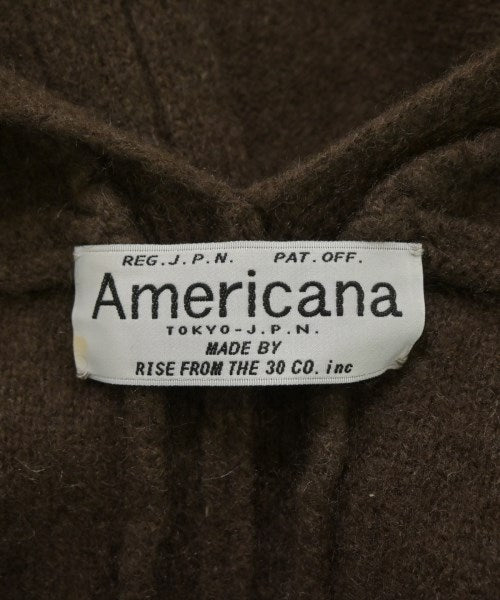 REG.J.P.N. PAT.OFF.
Americana
TOKYO-J.P.N.
MADE BY
RISE FROM THE 30 CO. inc